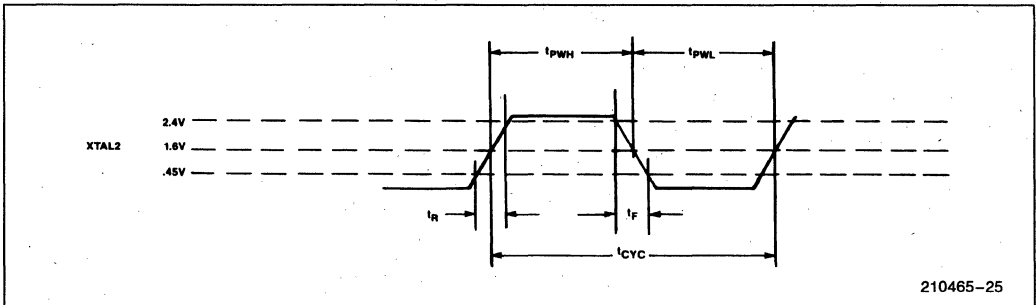 tPWH tPWL
2.4V
XTAL2 1.6V
.45V
tR tF
tCYC
210465-25